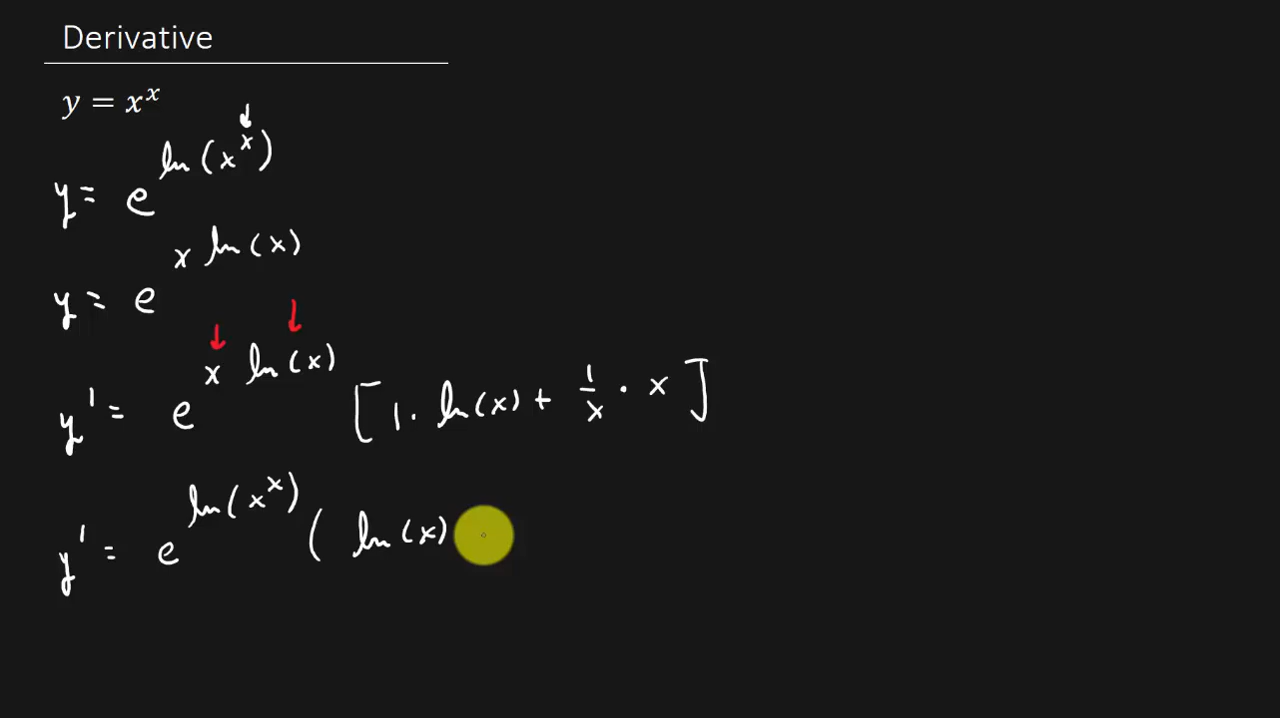 Derivative
y = x^x
y = e^{ln(x^x)}
y = e^{x ln(x)}
y' = e^{x ln(x)} [1 · ln(x) + 1/x · x]
y' = e^{ln(x^x)} ( ln(x)